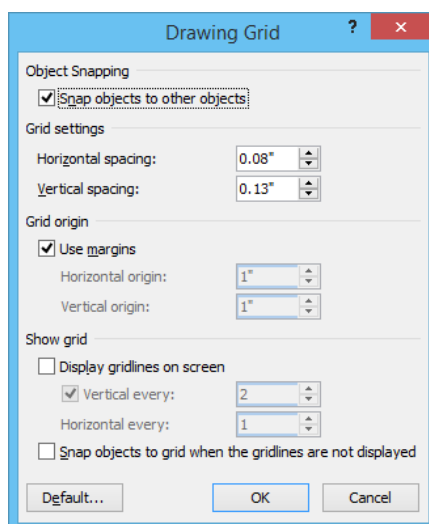 Drawing Grid ? ×
Object Snapping
Snap objects to other objects
Grid settings
Horizontal spacing: 0.08"
Vertical spacing: 0.13"
Grid origin
Use margins
Horizontal origin: 1"
Vertical origin: 1"
Show grid
Display gridlines on screen
Vertical every: 2
Horizontal every: 1
Snap objects to grid when the gridlines are not displayed
Default... OK Cancel